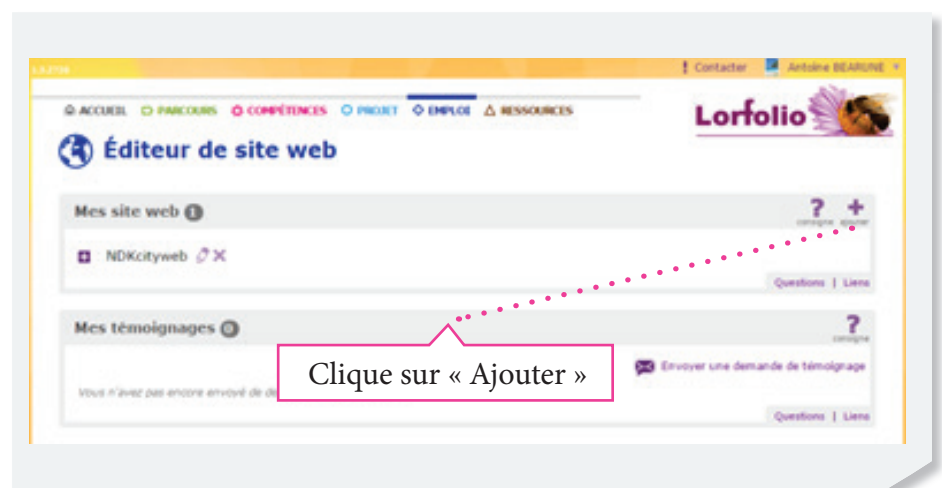 Contacter Antoine BEARUNE
ACCUEIL PARCOURS COMPÉTENCES PROJET EMPLOI RESSOURCES
Lorfolio
Éditeur de site web
Mes site web 1
? +
consigne ajouter
NDKcityweb
Questions | Liens
Mes témoignages 0
?
consigne
Clique sur « Ajouter »
Envoyer une demande de témoignage
Vous n'avez pas encore envoyé de de
Questions | Liens